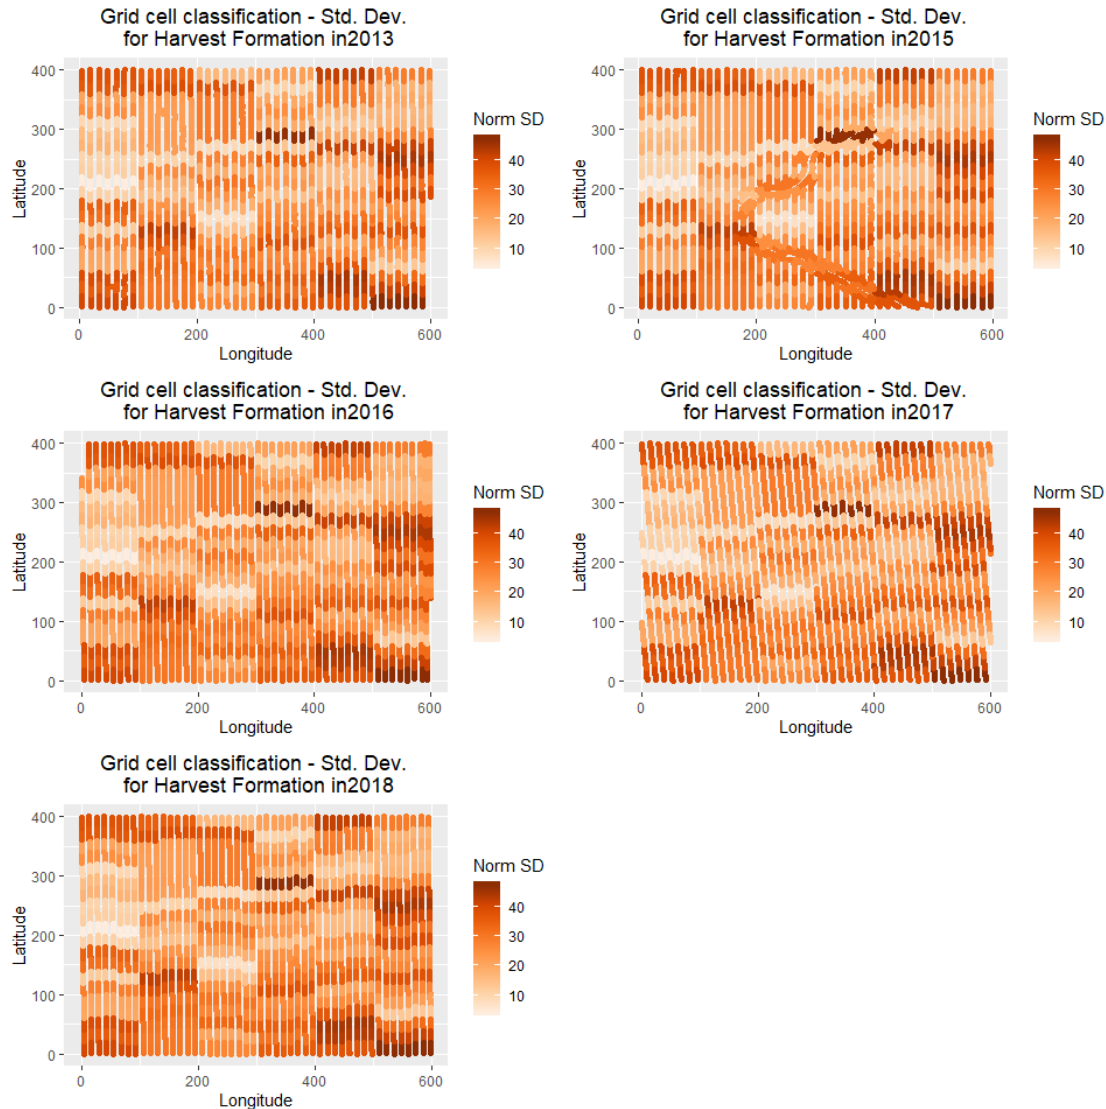 Grid cell classification - Std. Dev.
for Harvest Formation in2013
Latitude
400
300
200
100
0
0 200 400 600
Longitude
Norm SD
40
30
20
10
Grid cell classification - Std. Dev.
for Harvest Formation in2015
Latitude
400
300
200
100
0
0 200 400 600
Longitude
Norm SD
40
30
20
10
Grid cell classification - Std. Dev.
for Harvest Formation in2016
Latitude
400
300
200
100
0
0 200 400 600
Longitude
Norm SD
40
30
20
10
Grid cell classification - Std. Dev.
for Harvest Formation in2017
Latitude
400
300
200
100
0
0 200 400 600
Longitude
Norm SD
40
30
20
10
Grid cell classification - Std. Dev.
for Harvest Formation in2018
Latitude
400
300
200
100
0
0 200 400 600
Longitude
Norm SD
40
30
20
10